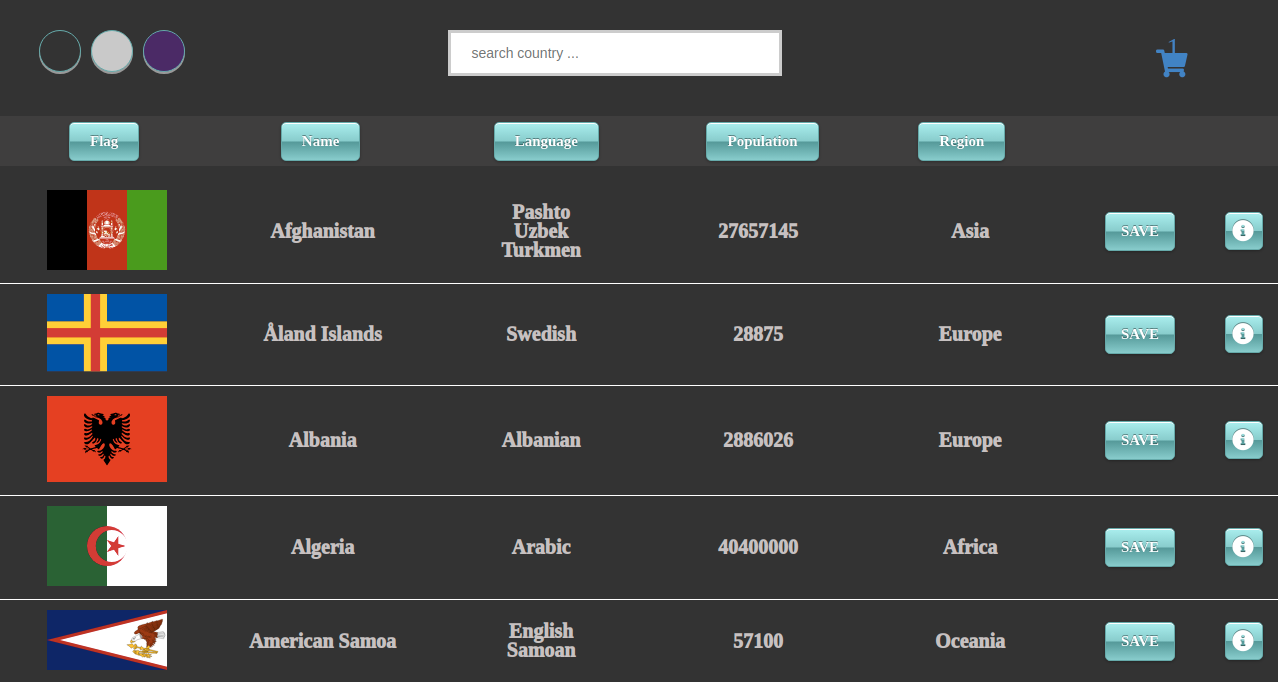 search country ...
1
Flag Name Language Population Region
Afghanistan Pashto Uzbek Turkmen 27657145 Asia SAVE
Åland Islands Swedish 28875 Europe SAVE
Albania Albanian 2886026 Europe SAVE
Algeria Arabic 40400000 Africa SAVE
American Samoa English Samoan 57100 Oceania SAVE